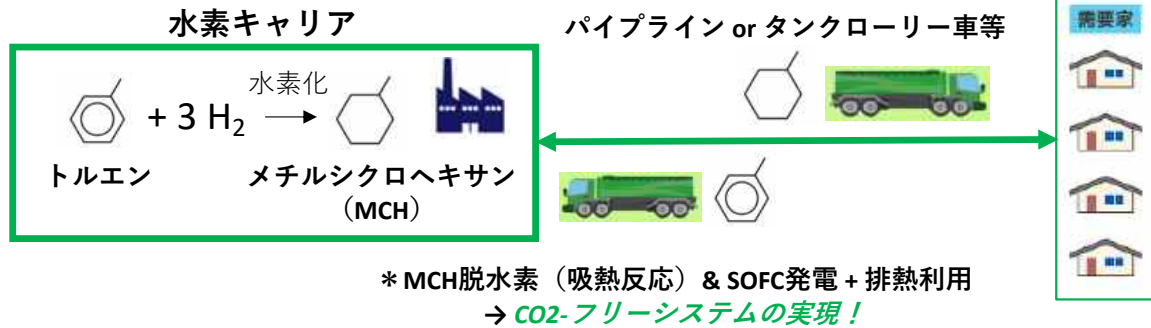 水素キャリア
パイプライン or タンクローリー車等
需要家
水素化
+ 3 H₂ →
トルエン
メチルシクロヘキサン
（MCH）
＊MCH脱水素（吸熱反応）& SOFC発電 + 排熱利用
→ CO2-フリーシステムの実現！